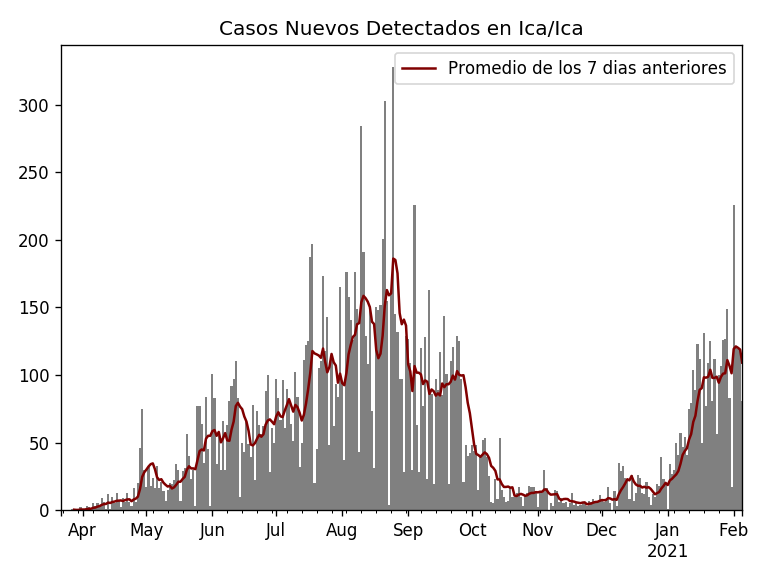 Casos Nuevos Detectados en Ica/Ica
Promedio de los 7 dias anteriores
300
250
200
150
100
50
0
Apr May Jun Jul Aug Sep Oct Nov Dec Jan Feb
2021